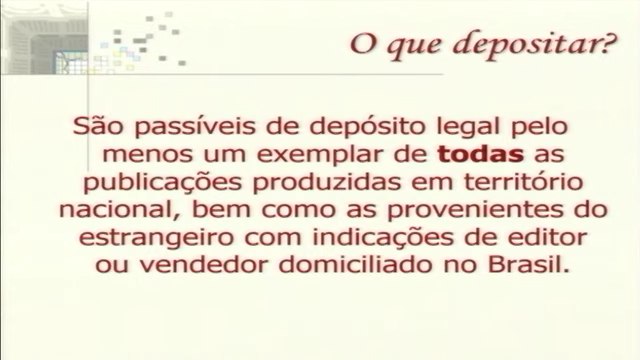 O que depositar?
São passíveis de depósito legal pelo
menos um exemplar de todas as
publicações produzidas em território
nacional, bem como as provenientes do
estrangeiro com indicações de editor
ou vendedor domiciliado no Brasil.